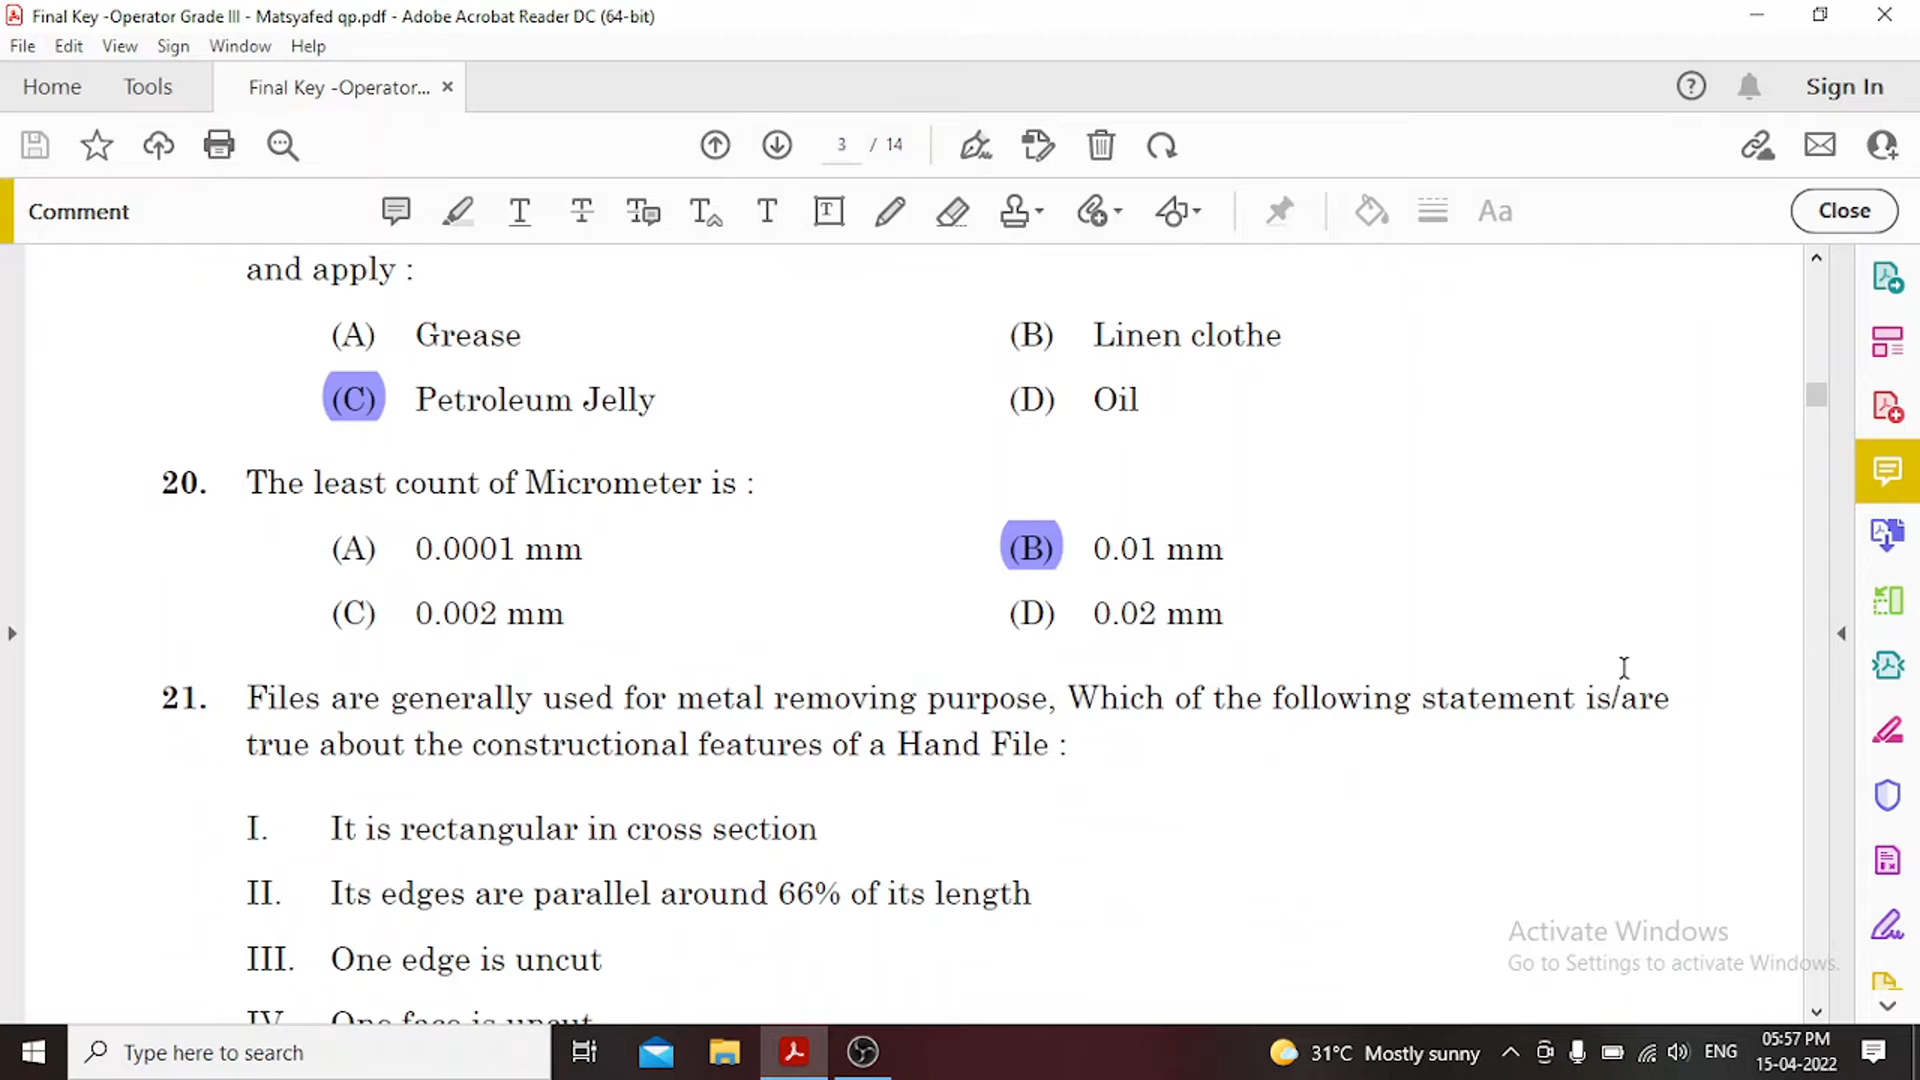 Final Key -Operator Grade III - Matsyafed qp.pdf - Adobe Acrobat Reader DC (64-bit)
File Edit View Sign Window Help
Home Tools Final Key -Operator... × Sign In
3 / 14
Comment Close
and apply :
(A) Grease (B) Linen clothe
(C) Petroleum Jelly (D) Oil
20. The least count of Micrometer is :
(A) 0.0001 mm (B) 0.01 mm
(C) 0.002 mm (D) 0.02 mm
21. Files are generally used for metal removing purpose, Which of the following statement is/are
true about the constructional features of a Hand File :
I. It is rectangular in cross section
II. Its edges are parallel around 66% of its length
III. One edge is uncut
IV. One face is uncut
Activate Windows
Go to Settings to activate Windows.
Type here to search 31°C Mostly sunny ENG 05:57 PM
15-04-2022